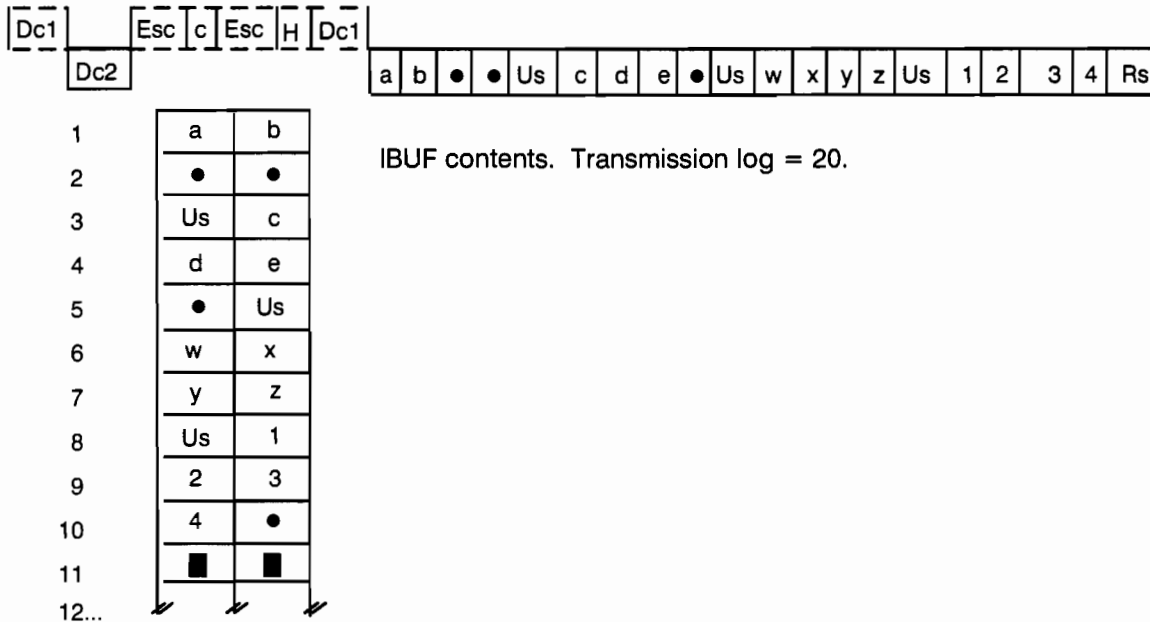 Dc1 Esc c Esc H Dc1
Dc2 a b ● ● Us c d e ● Us w x y z Us 1 2 3 4 Rs
1 a b
IBUF contents. Transmission log = 20.
2 ● ●
3 Us c
4 d e
5 ● Us
6 w x
7 y z
8 Us 1
9 2 3
10 4 ●
11 ■ ■
12...